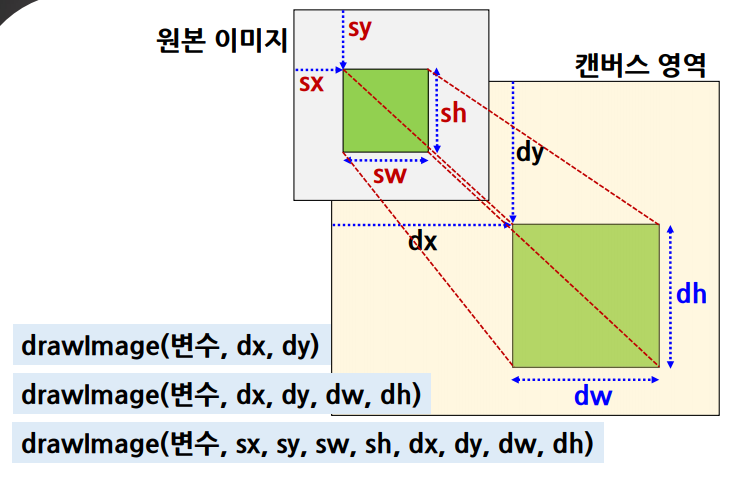 원본 이미지
sy
sx
캔버스 영역
sh
dy
sw
dx
dh
drawImage(변수, dx, dy)
drawImage(변수, dx, dy, dw, dh)
dw
drawImage(변수, sx, sy, sw, sh, dx, dy, dw, dh)